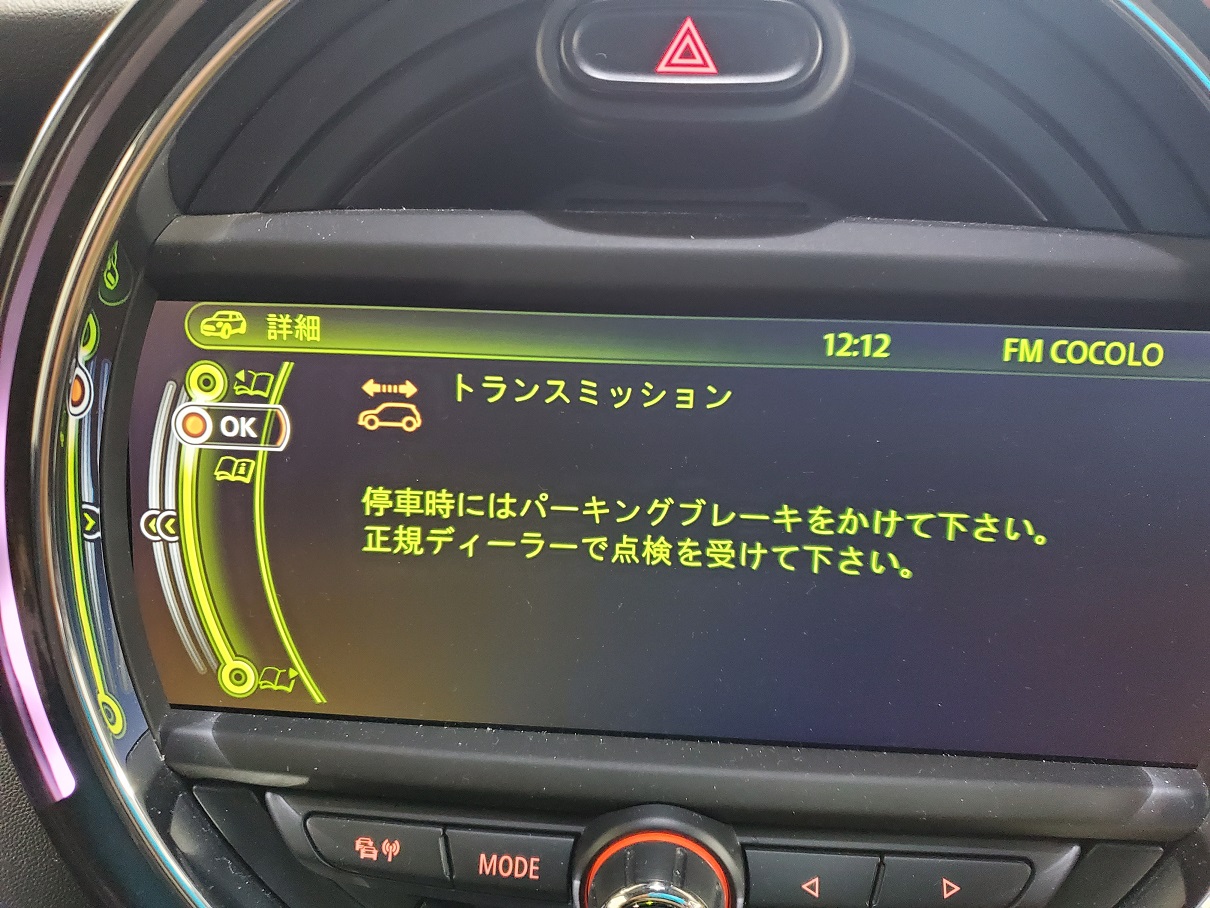 詳細
12:12
FM COCOLO
トランスミッション
OK
停車時にはパーキングブレーキをかけて下さい。
正規ディーラーで点検を受けて下さい。
MODE